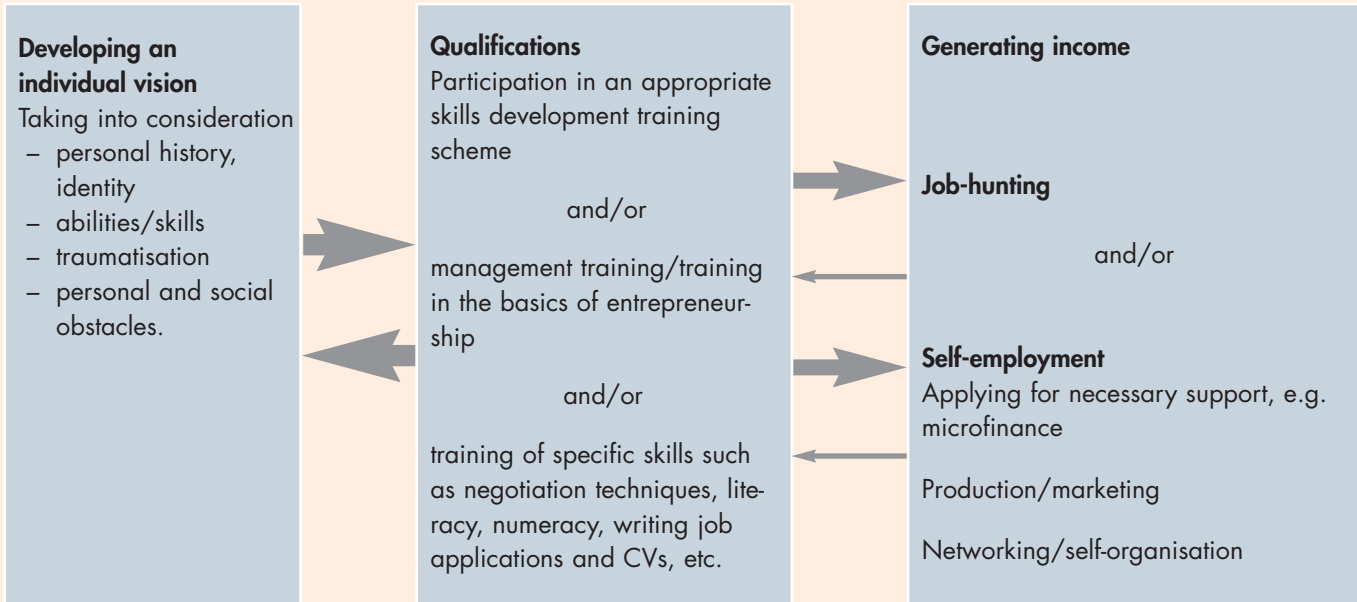 Developing an
individual vision
Taking into consideration
– personal history,
identity
– abilities/skills
– traumatisation
– personal and social
obstacles.
Qualifications
Participation in an appropriate
skills development training
scheme
and/or
management training/training
in the basics of entrepreneur-
ship
and/or
training of specific skills such
as negotiation techniques, lite-
racy, numeracy, writing job
applications and CVs, etc.
Generating income
Job-hunting
and/or
Self-employment
Applying for necessary support, e.g.
microfinance
Production/marketing
Networking/self-organisation